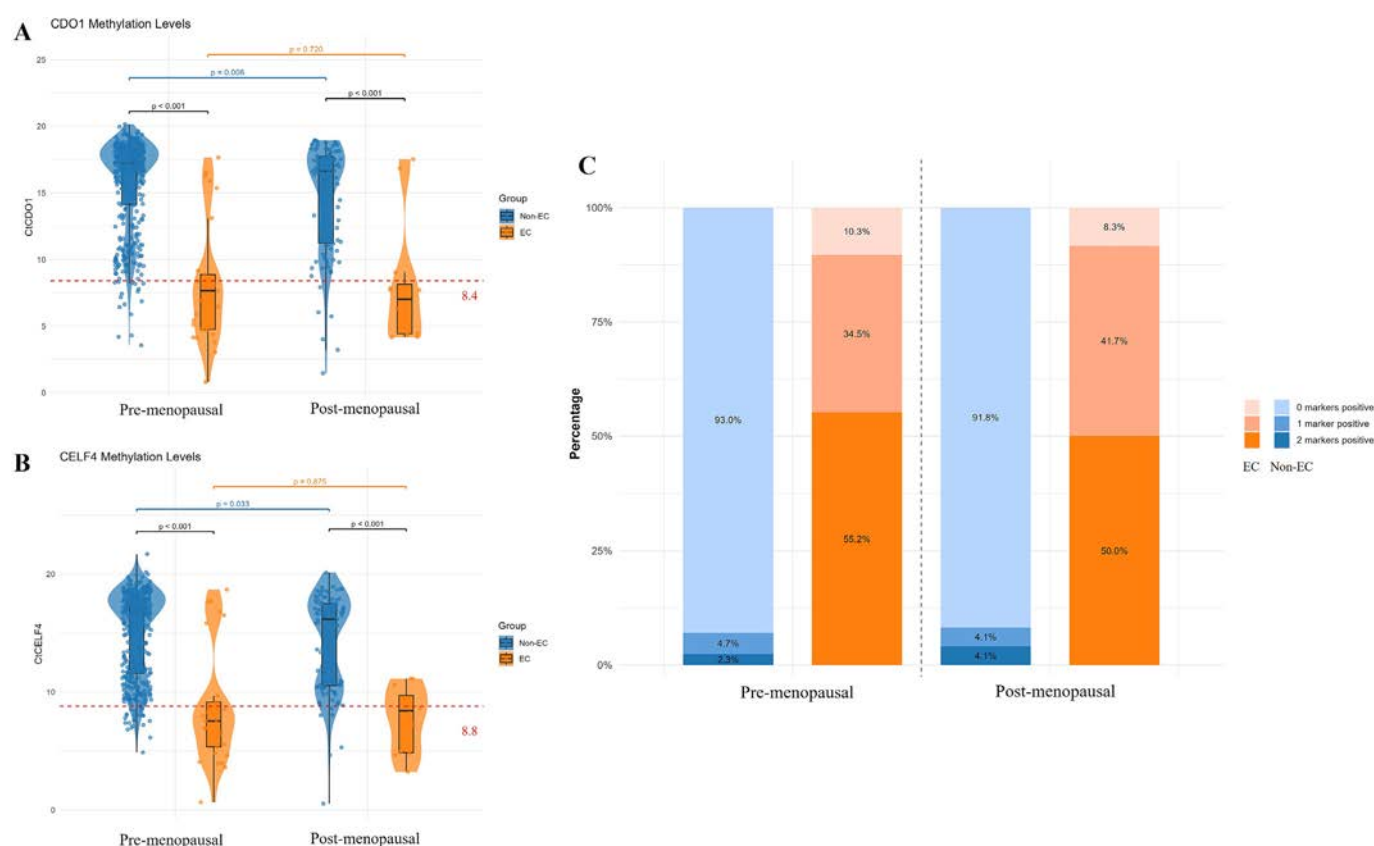 A
CDO1 Methylation Levels
25
20
15
10
5
0
CtCDO1
p = 0.720
p = 0.006
p < 0.001
p < 0.001
8.4
Group
Non-EC
EC
Pre-menopausal
Post-menopausal
B
CELF4 Methylation Levels
20
10
0
CtCELF4
p = 0.875
p = 0.033
p < 0.001
p < 0.001
8.8
Group
Non-EC
EC
Pre-menopausal
Post-menopausal
C
Percentage
100%
75%
50%
25%
0%
93.0%
4.7%
2.3%
10.3%
34.5%
55.2%
91.8%
4.1%
4.1%
8.3%
41.7%
50.0%
Pre-menopausal
Post-menopausal
0 markers positive
1 marker positive
2 markers positive
EC Non-EC